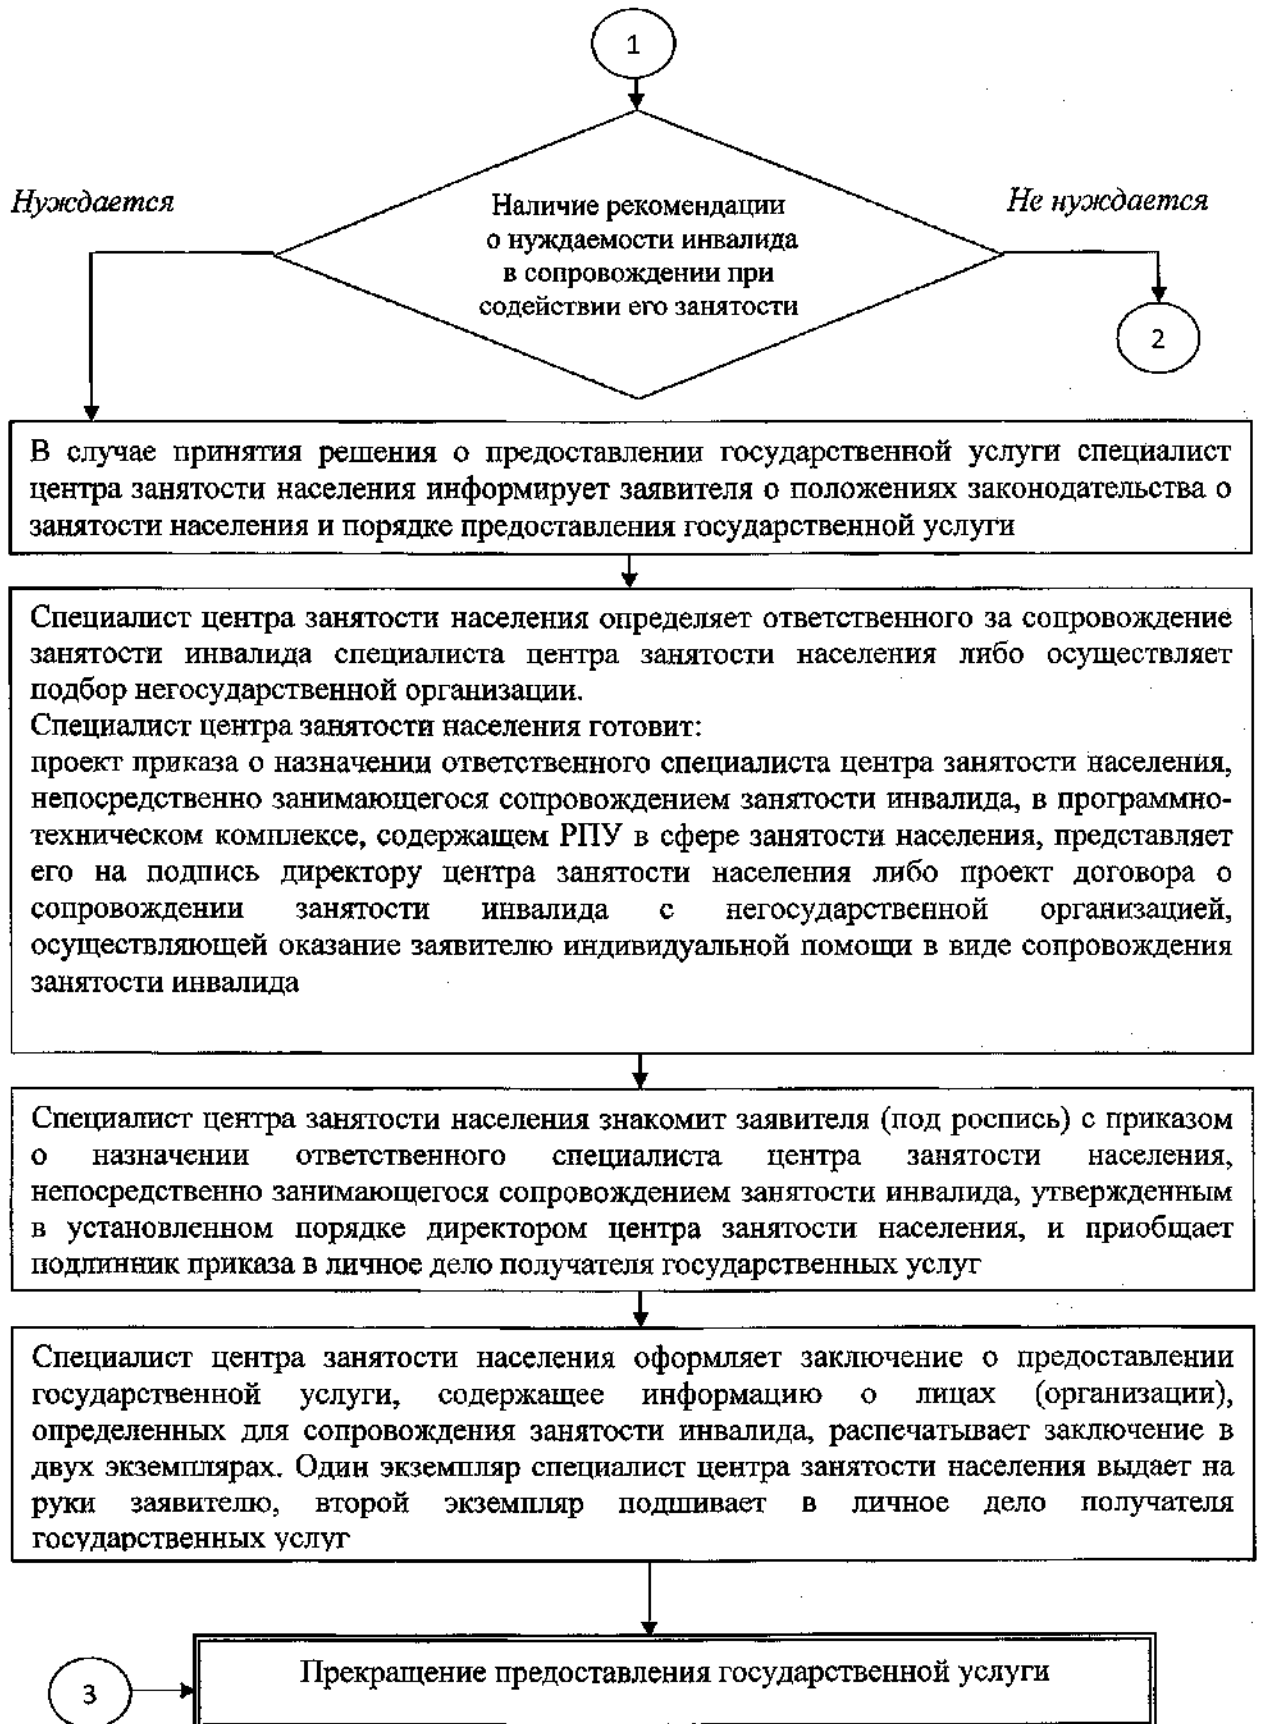 1
Нуждается
Не нуждается
Наличие рекомендации
о нуждаемости инвалида
в сопровождении при
содействии его занятости
2
В случае принятия решения о предоставлении государственной услуги специалист
центра занятости населения информирует заявителя о положениях законодательства о
занятости населения и порядке предоставления государственной услуги
Специалист центра занятости населения определяет ответственного за сопровождение
занятости инвалида специалиста центра занятости населения либо осуществляет
подбор негосударственной организации.
Специалист центра занятости населения готовит:
проект приказа о назначении ответственного специалиста центра занятости населения,
непосредственно занимающегося сопровождением занятости инвалида, в программно-
техническом комплексе, содержащем РПУ в сфере занятости населения, представляет
его на подпись директору центра занятости населения либо проект договора о
сопровождении занятости инвалида с негосударственной организацией,
осуществляющей оказание заявителю индивидуальной помощи в виде сопровождения
занятости инвалида
Специалист центра занятости населения знакомит заявителя (под роспись) с приказом
о назначении ответственного специалиста центра занятости населения,
непосредственно занимающегося сопровождением занятости инвалида, утвержденным
в установленном порядке директором центра занятости населения, и приобщает
подлинник приказа в личное дело получателя государственных услуг
Специалист центра занятости населения оформляет заключение о предоставлении
государственной услуги, содержащее информацию о лицах (организации),
определенных для сопровождения занятости инвалида, распечатывает заключение в
двух экземплярах. Один экземпляр специалист центра занятости населения выдает на
руки заявителю, второй экземпляр подшивает в личное дело получателя
государственных услуг
Прекращение предоставления государственной услуги
3